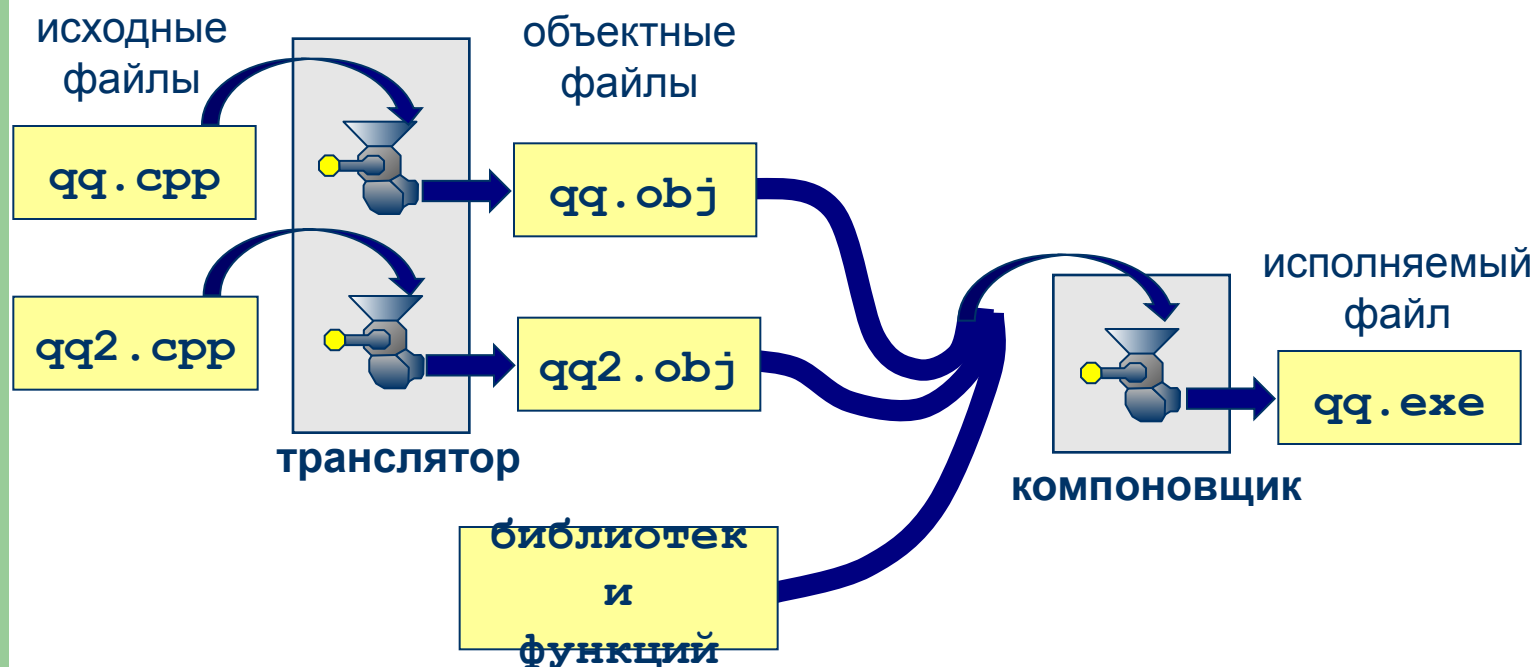 исходные
файлы
объектные
файлы
qq.cpp
qq.obj
исполняемый
файл
qq2.cpp
qq2.obj
qq.exe
транслятор
компоновщик
библиотек
и
функций